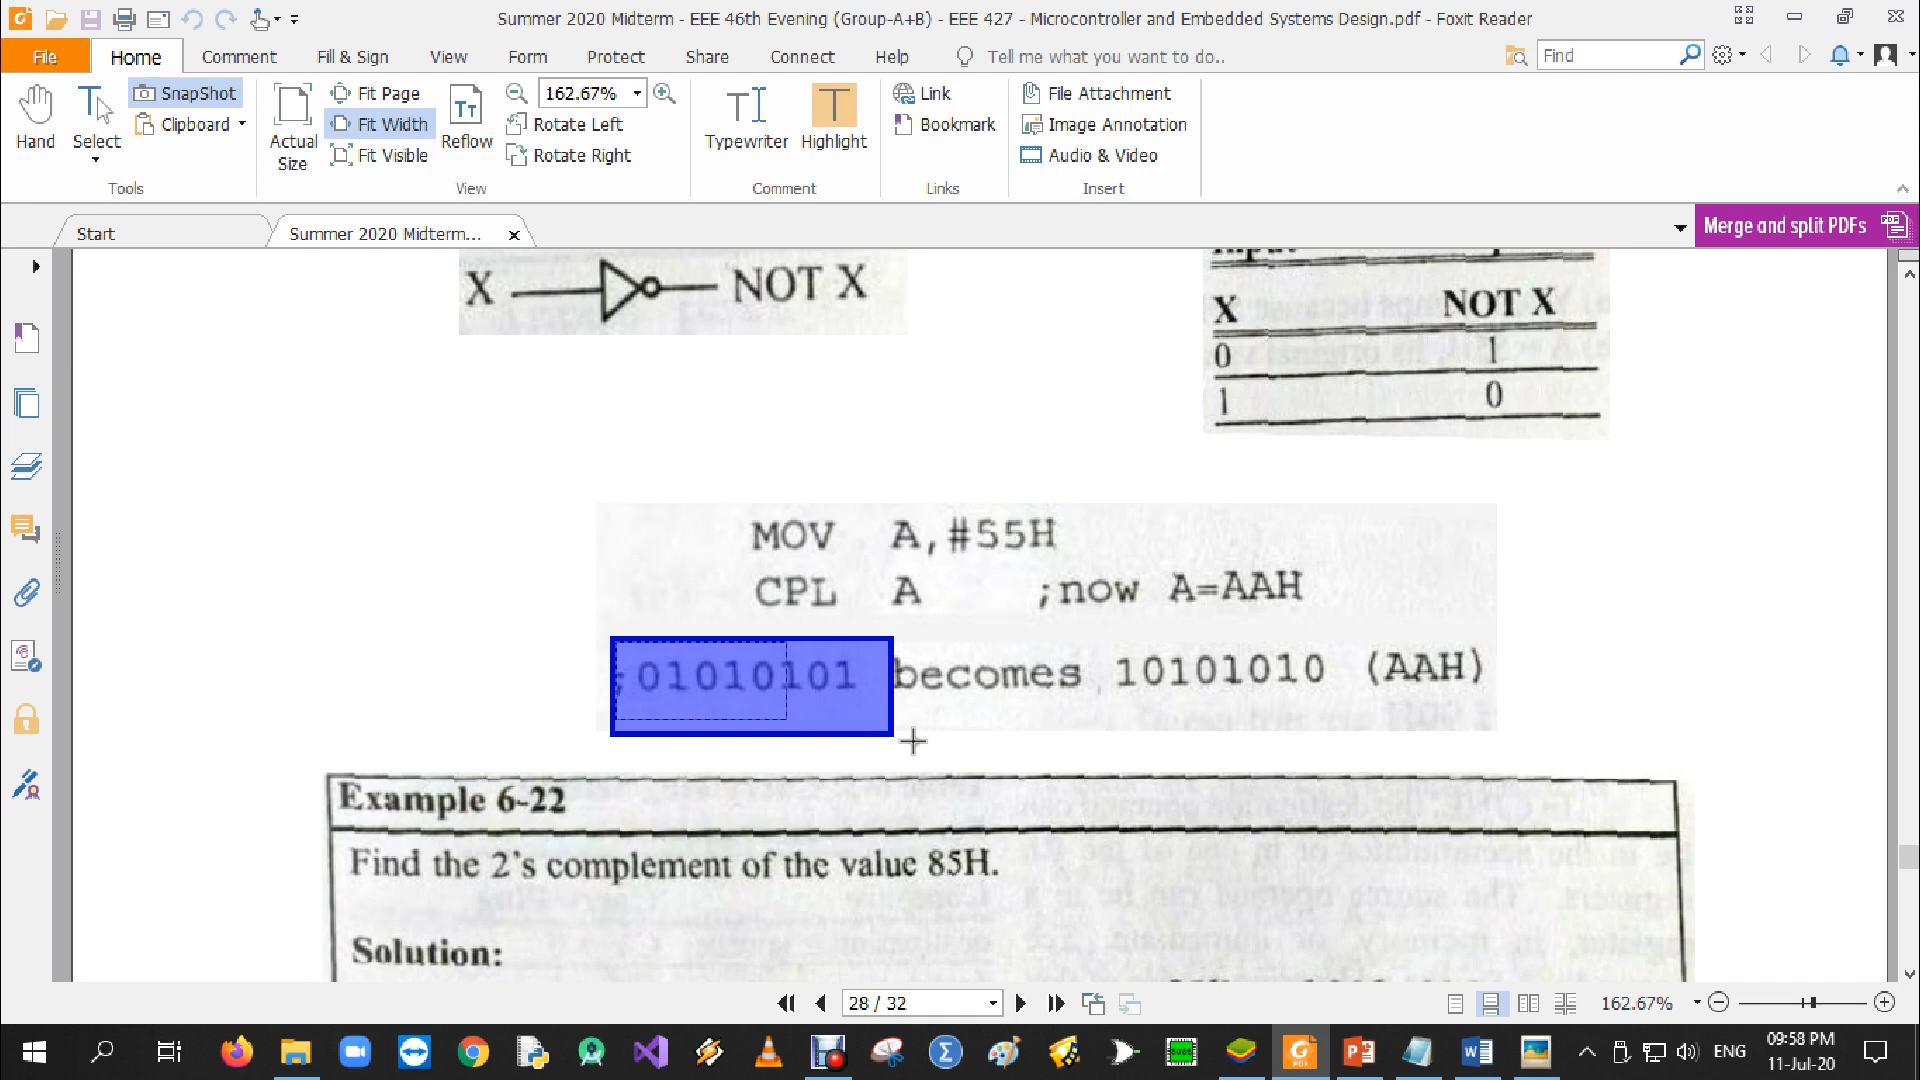 Summer 2020 Midterm - EEE 46th Evening (Group-A+B) - EEE 427 - Microcontroller and Embedded Systems Design.pdf - Foxit Reader
File Home Comment Fill & Sign View Form Protect Share Connect Help Tell me what you want to do.. Find
SnapShot Fit Page 162.67% Link File Attachment
Clipboard Fit Width Rotate Left Bookmark Image Annotation
Hand Select Actual Size Reflow Typewriter Highlight
Fit Visible Rotate Right Audio & Video
Tools View Comment Links Insert
Start Summer 2020 Midterm... Merge and split PDFs
X NOT X
X NOT X
0 1
1 0
MOV A,#55H
CPL A ;now A=AAH
;01010101 becomes 10101010 (AAH)
Example 6-22
Find the 2's complement of the value 85H.
Solution:
28 / 32 162.67%
09:58 PM
ENG
11-Jul-20